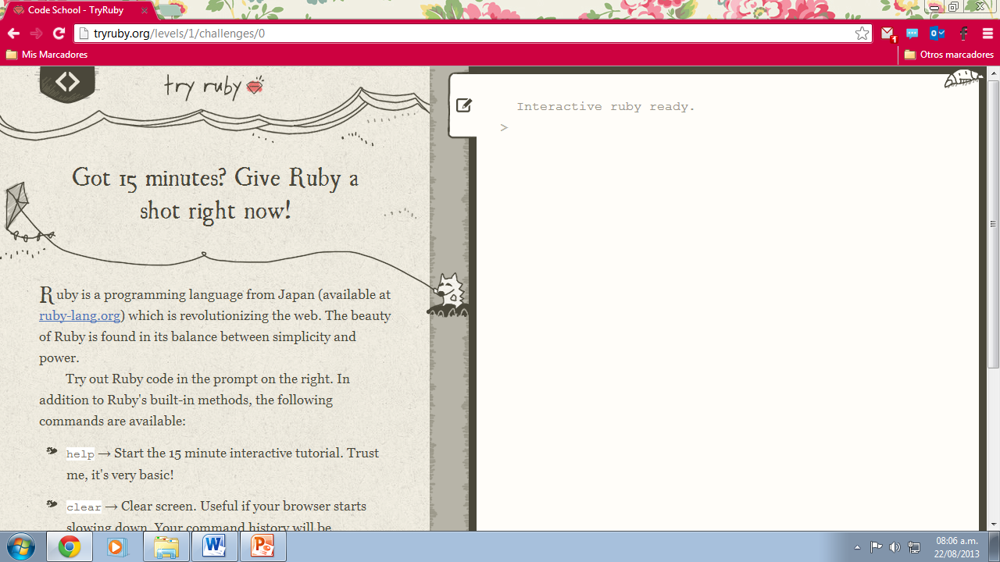 Code School - TryRuby
tryruby.org/levels/1/challenges/0
1
Mis Marcadores
Otros marcadores
try ruby
Got 15 minutes? Give Ruby a
shot right now!
Ruby is a programming language from Japan (available at
ruby-lang.org) which is revolutionizing the web. The beauty
of Ruby is found in its balance between simplicity and
power.
Try out Ruby code in the prompt on the right. In
addition to Ruby's built-in methods, the following
commands are available:
help → Start the 15 minute interactive tutorial. Trust
me, it's very basic!
clear → Clear screen. Useful if your browser starts
slowing down. Your command history will be
Interactive ruby ready.
>
08:06 a.m.
22/08/2013